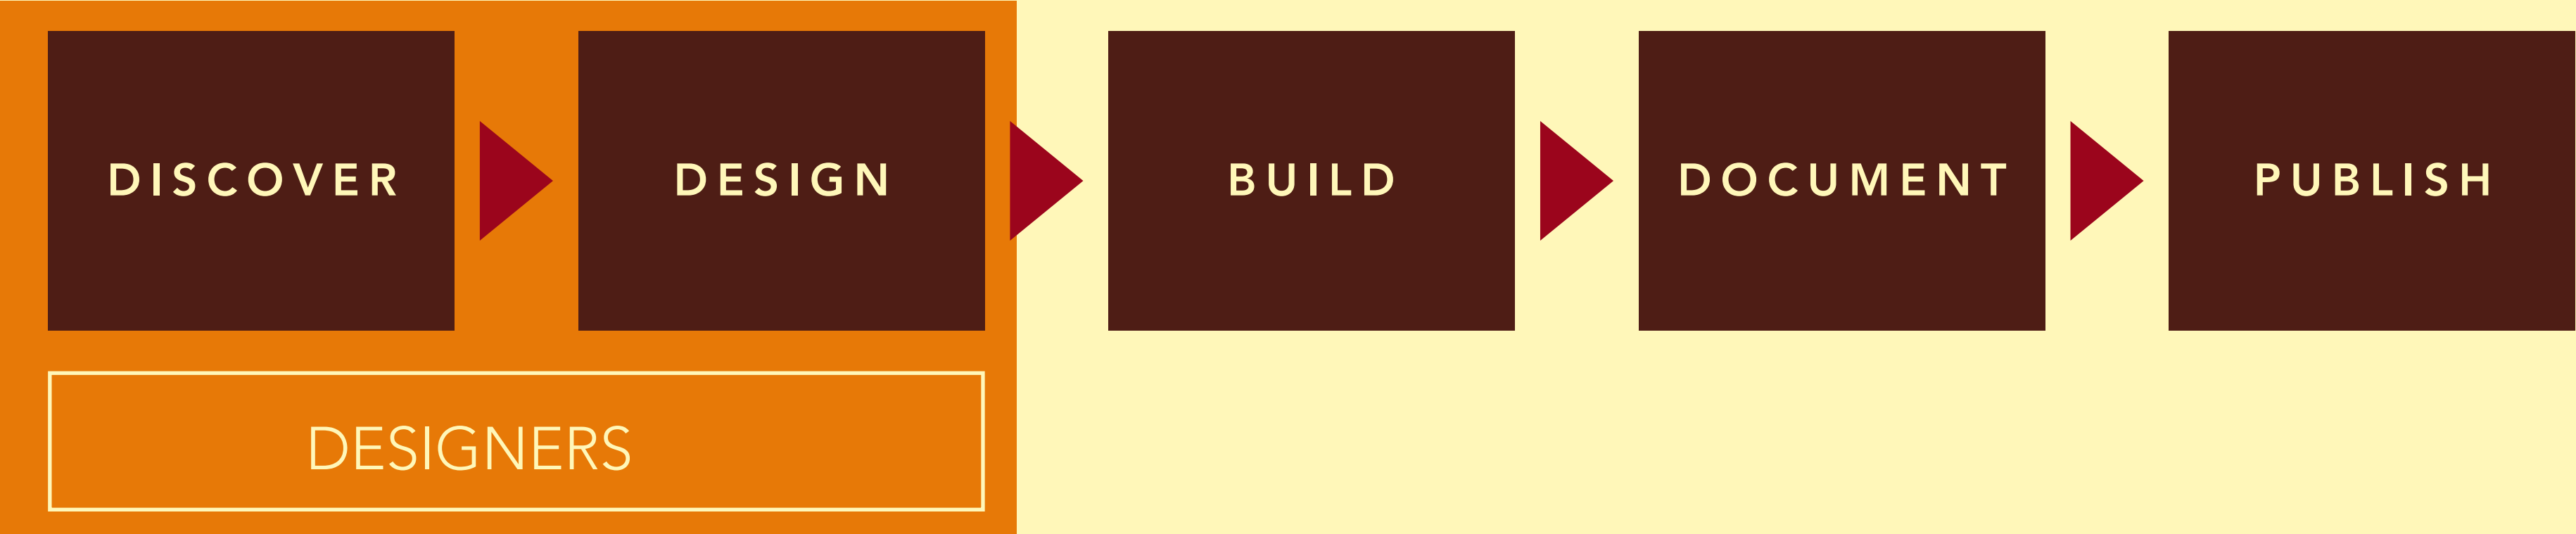 DISCOVER
DESIGN
BUILD
DOCUMENT
PUBLISH
DESIGNERS